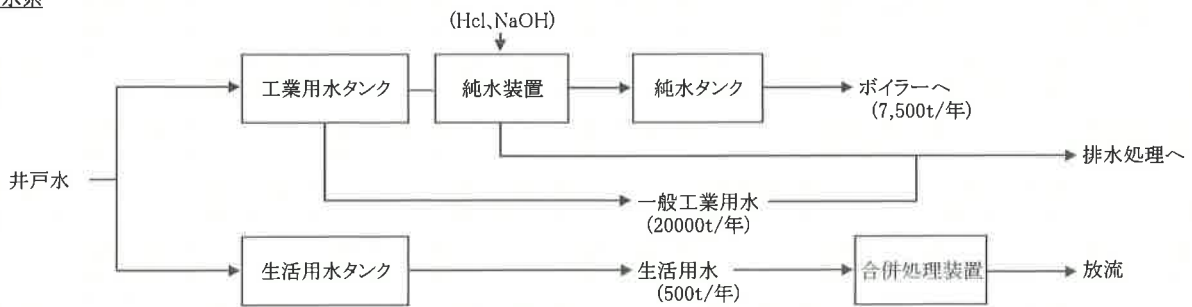 (Hcl、NaOH)
工業用水タンク
純水装置
純水タンク
ボイラーへ
(7,500t/年)
排水処理へ
井戸水
一般工業用水
(20000t/年)
生活用水タンク
生活用水
(500t/年)
合併処理装置
放流